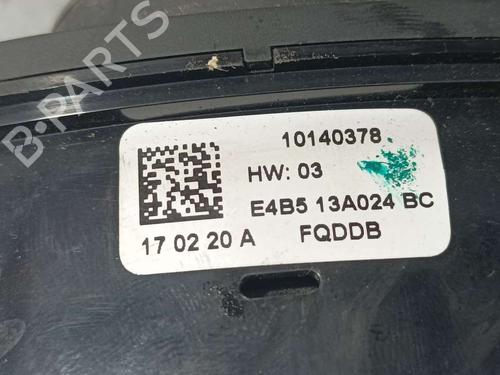 B-PARTS
10140378
HW: 03
E4B5 13A024 BC
17 02 20 A FQDDB